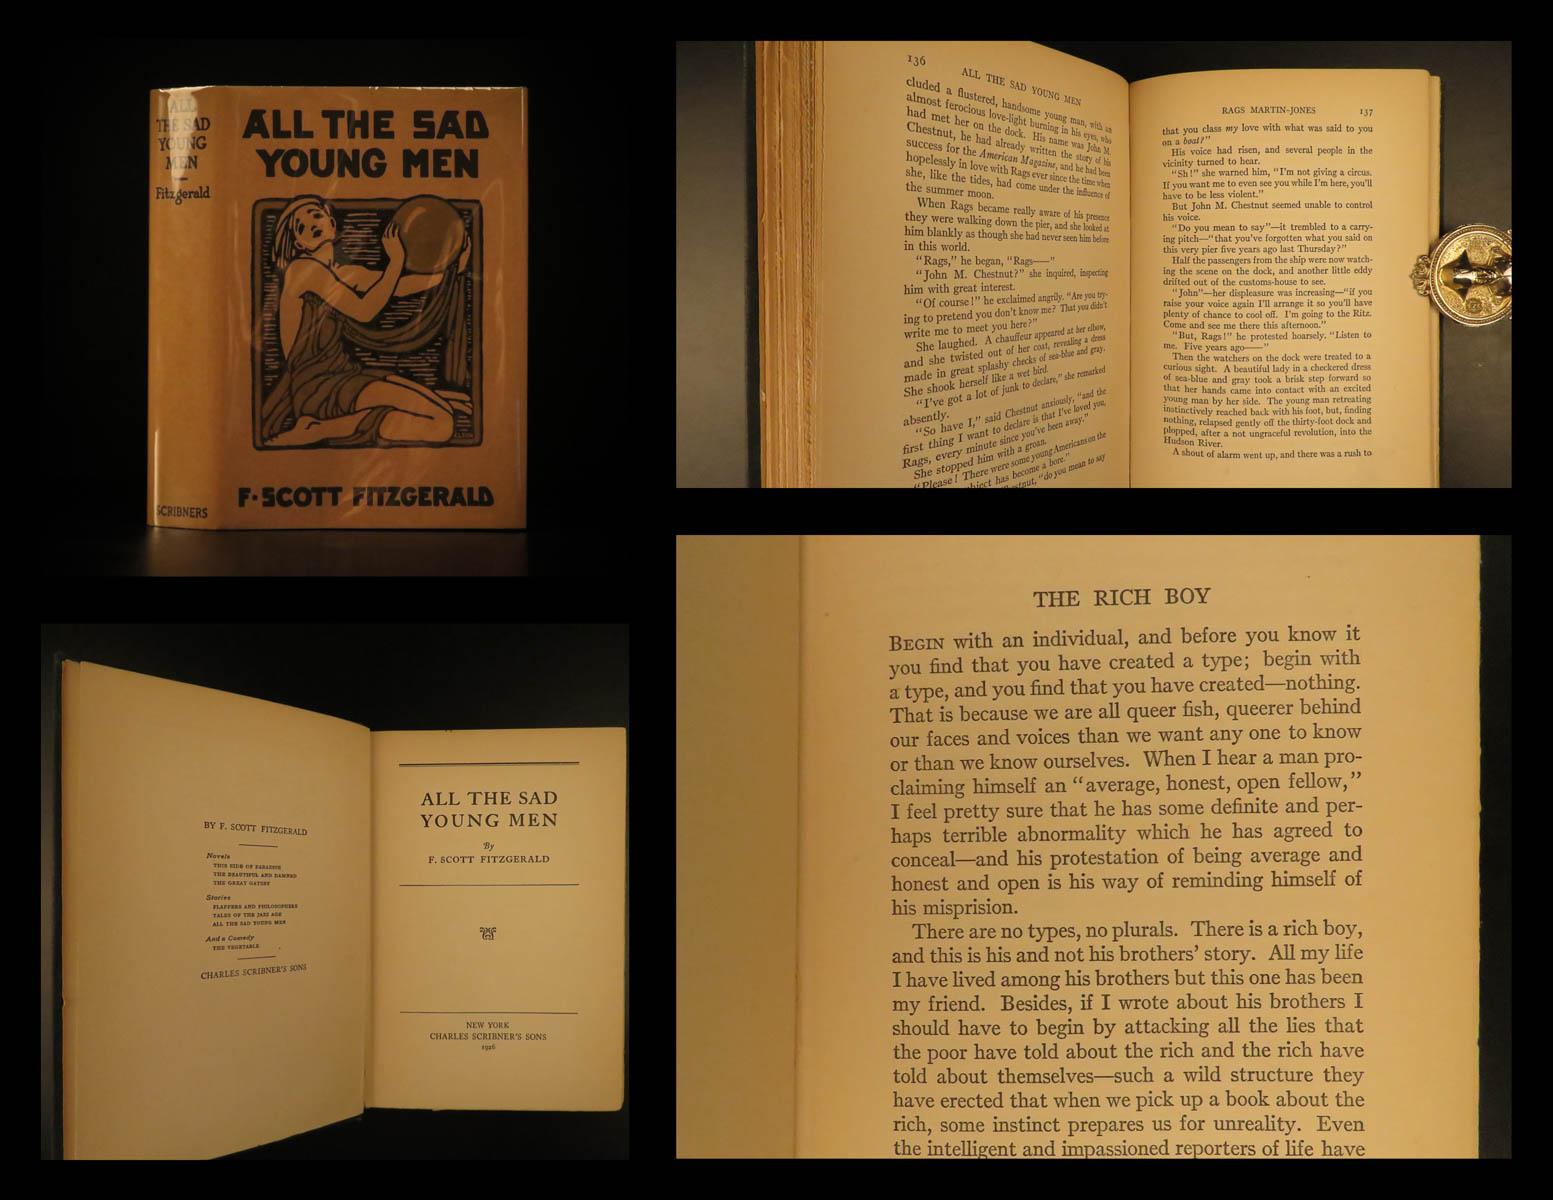 ALL
THE SAD
YOUNG
MEN
Fitzgerald
SCRIBNERS
ALL THE SAD
YOUNG MEN
F·SCOTT FITZGERALD
BY F. SCOTT FITZGERALD
Novels
THIS SIDE OF PARADISE
THE BEAUTIFUL AND DAMNED
THE GREAT GATSBY
Stories
FLAPPERS AND PHILOSOPHERS
TALES OF THE JAZZ AGE
ALL THE SAD YOUNG MEN
And a Comedy
THE VEGETABLE
CHARLES SCRIBNER'S SONS
ALL THE SAD
YOUNG MEN
By
F. SCOTT FITZGERALD
NEW YORK
CHARLES SCRIBNER'S SONS
1926
136
ALL THE SAD YOUNG MEN
cluded a flustered, handsome young man, with an
almost ferocious love-light burning in his eyes, who
had met her on the dock. His name was John M.
Chestnut, he had already written the story of his
success for the American Magazine, and he had been
hopelessly in love with Rags ever since the time when
she, like the tides, had come under the influence of
the summer moon.
When Rags became really aware of his presence
they were walking down the pier, and she looked at
him blankly as though she had never seen him before
in this world.
"Rags," he began, "Rags——"
"John M. Chestnut?" she inquired, inspecting
him with great interest.
"Of course!" he exclaimed angrily. "Are you try-
ing to pretend you don't know me? That you didn't
write me to meet you here?"
She laughed. A chauffeur appeared at her elbow,
and she twisted out of her coat, revealing a dress
made in great splashy checks of sea-blue and gray.
She shook herself like a wet bird.
"I've got a lot of junk to declare," she remarked
absently.
"So have I," said Chestnut anxiously, "and the
first thing I want to declare is that I've loved you,
Rags, every minute since you've been away."
She stopped him with a groan.
"Please! There were some young Americans on the
has become a bore."
"do you mean to say
RAGS MARTIN-JONES 137
that you class my love with what was said to you
on a boat?"
His voice had risen, and several people in the
vicinity turned to hear.
"Sh!" she warned him, "I'm not giving a circus.
If you want me to even see you while I'm here, you'll
have to be less violent."
But John M. Chestnut seemed unable to control
his voice.
"Do you mean to say"—it trembled to a carry-
ing pitch—"that you've forgotten what you said on
this very pier five years ago last Thursday?"
Half the passengers from the ship were now watch-
ing the scene on the dock, and another little eddy
drifted out of the customs-house to see.
"John"—her displeasure was increasing—"if you
raise your voice again I'll arrange it so you'll have
plenty of chance to cool off. I'm going to the Ritz.
Come and see me there this afternoon."
"But, Rags!" he protested hoarsely. "Listen to
me. Five years ago——"
Then the watchers on the dock were treated to a
curious sight. A beautiful lady in a checkered dress
of sea-blue and gray took a brisk step forward so
that her hands came into contact with an excited
young man by her side. The young man retreating
instinctively reached back with his foot, but, finding
nothing, relapsed gently off the thirty-foot dock and
plopped, after a not ungraceful revolution, into the
Hudson River.
A shout of alarm went up, and there was a rush to
THE RICH BOY
BEGIN with an individual, and before you know it
you find that you have created a type; begin with
a type, and you find that you have created—nothing.
That is because we are all queer fish, queerer behind
our faces and voices than we want any one to know
or than we know ourselves. When I hear a man pro-
claiming himself an "average, honest, open fellow,"
I feel pretty sure that he has some definite and per-
haps terrible abnormality which he has agreed to
conceal—and his protestation of being average and
honest and open is his way of reminding himself of
his misprision.
There are no types, no plurals. There is a rich boy,
and this is his and not his brothers' story. All my life
I have lived among his brothers but this one has been
my friend. Besides, if I wrote about his brothers I
should have to begin by attacking all the lies that
the poor have told about the rich and the rich have
told about themselves—such a wild structure they
have erected that when we pick up a book about the
rich, some instinct prepares us for unreality. Even
the intelligent and impassioned reporters of life have